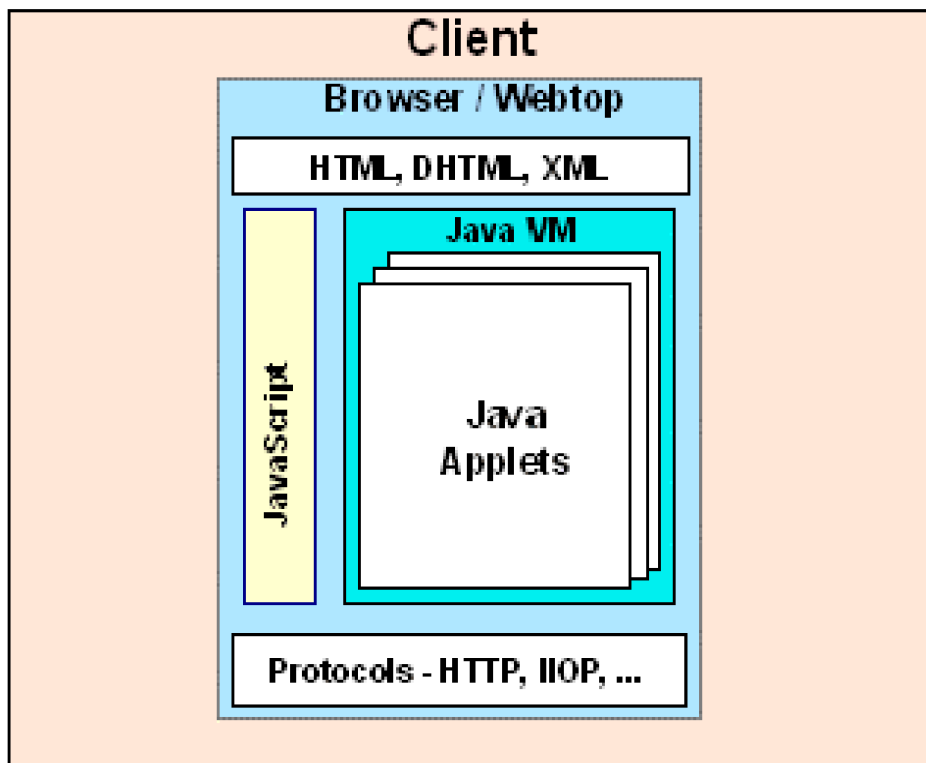 Client
Browser / Webtop
HTML, DHTML, XML
Java VM
JavaScript
Java
Applets
Protocols - HTTP, IIOP, ...